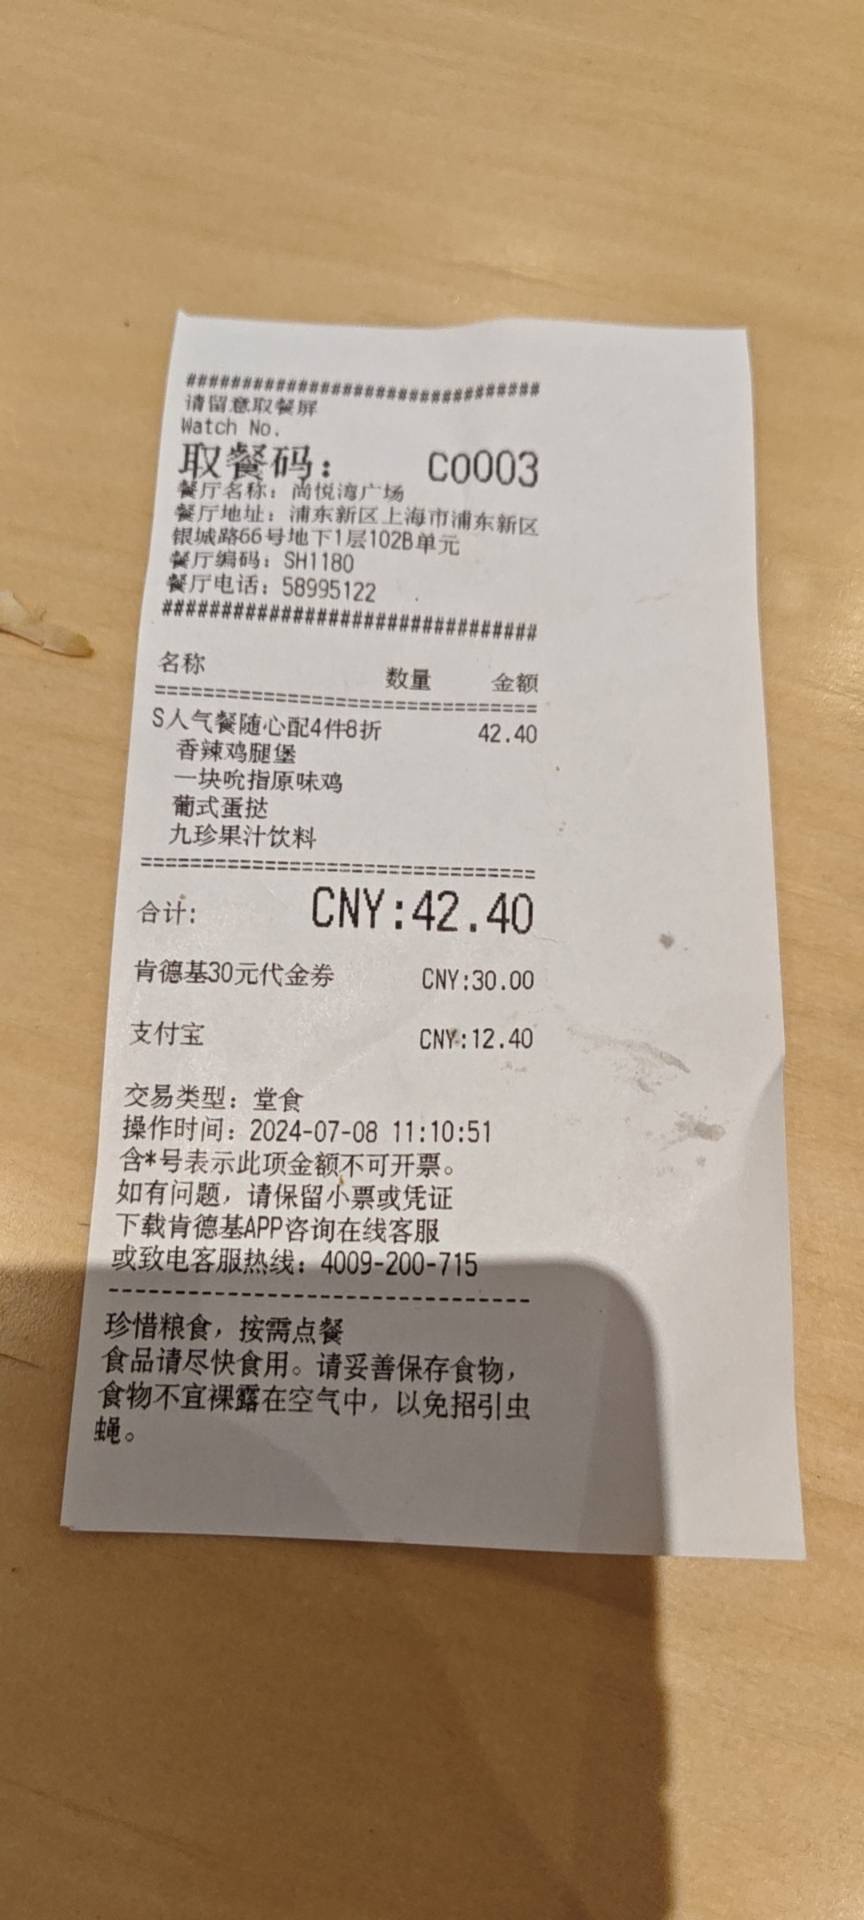 ################################
请留意取餐屏
Watch No.
取餐码： C0003
餐厅名称：尚悦湾广场
餐厅地址：浦东新区上海市浦东新区
银城路66号地下1层102B单元
餐厅编码：SH1180
餐厅电话：58995122
################################
名称 数量 金额
================================
S人气餐随心配4件8折 42.40
香辣鸡腿堡
一块吮指原味鸡
葡式蛋挞
九珍果汁饮料
================================
合计: CNY:42.40
肯德基30元代金券 CNY:30.00
支付宝 CNY:12.40
交易类型：堂食
操作时间：2024-07-08 11:10:51
含*号表示此项金额不可开票。
如有问题，请保留小票或凭证
下载肯德基APP咨询在线客服
或致电客服热线：4009-200-715
--------------------------------
珍惜粮食，按需点餐
食品请尽快食用。请妥善保存食物，
食物不宜裸露在空气中，以免招引虫
蝇。